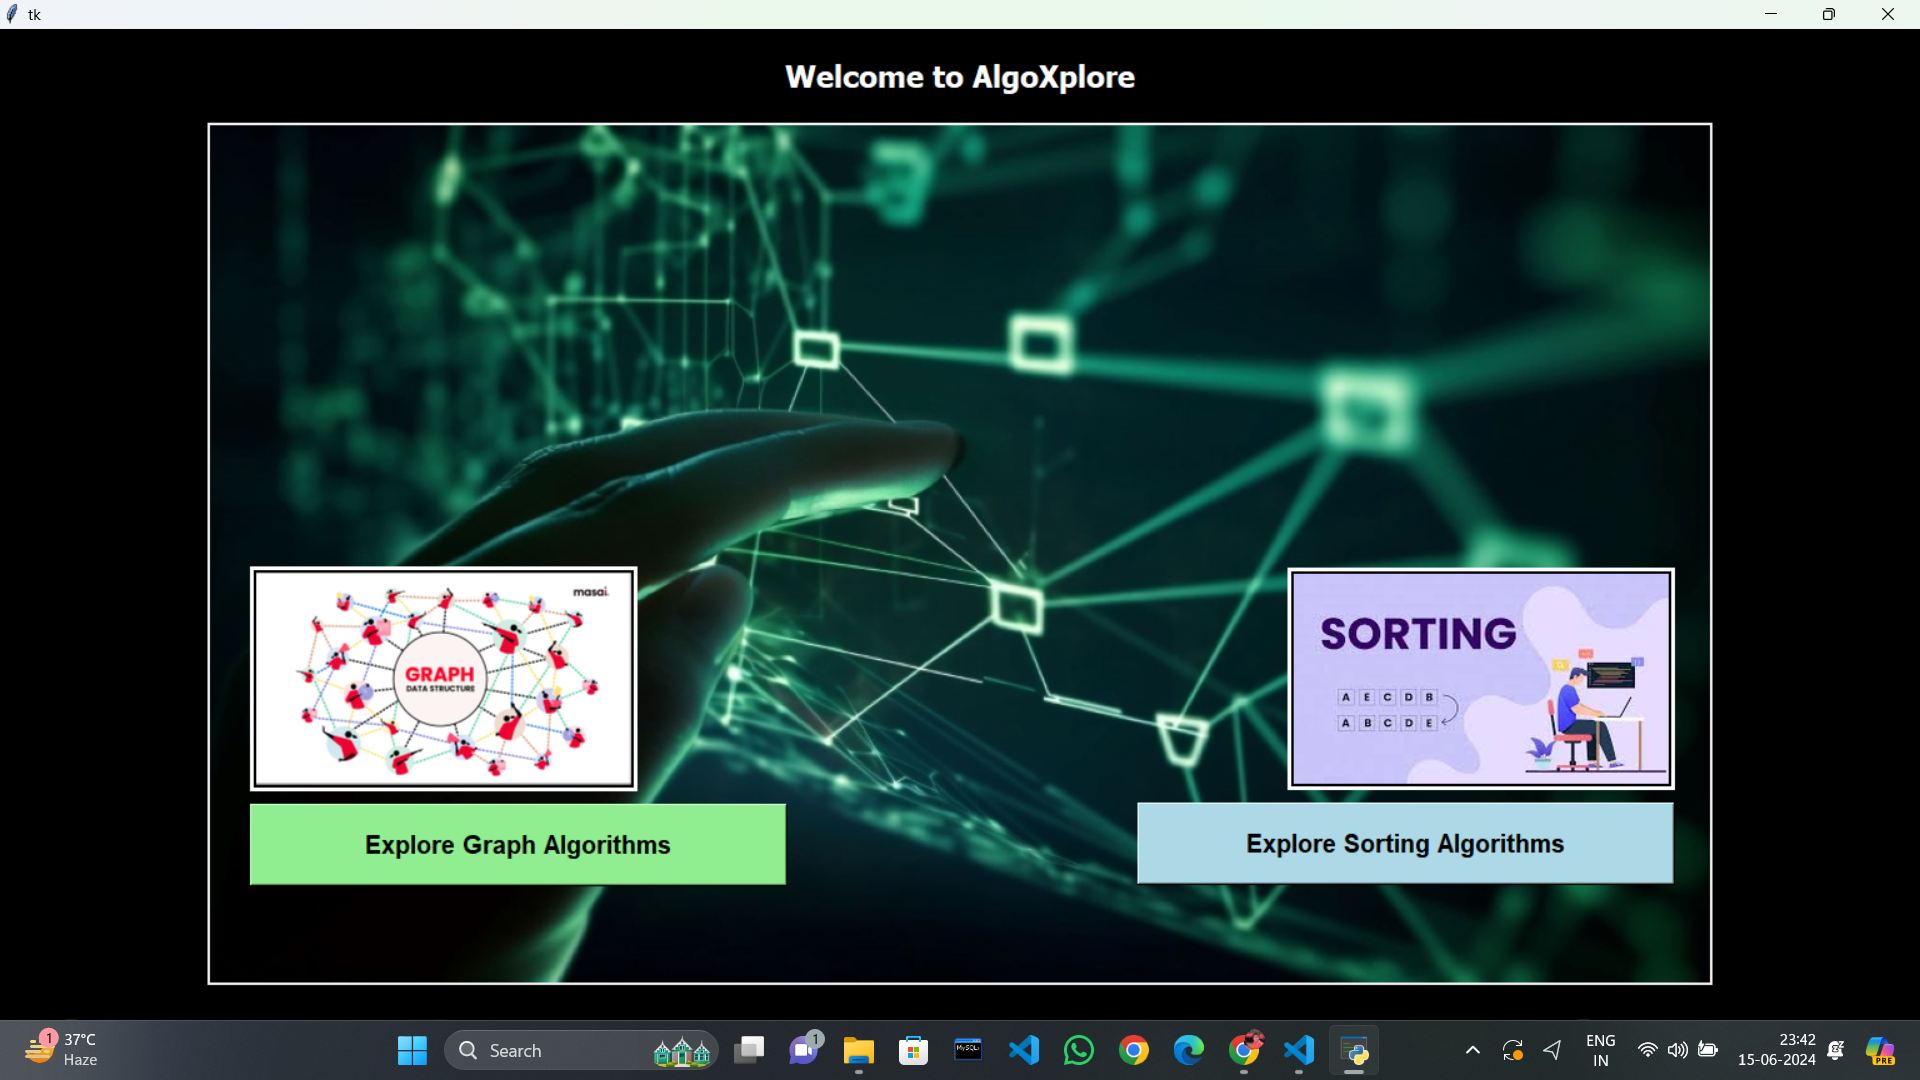 tk
Welcome to AlgoXplore
masai.
GRAPH
DATA STRUCTURE
SORTING
A E C D B
A B C D E
Explore Graph Algorithms
Explore Sorting Algorithms
1
37°C
Haze
Search
1
MySQL
ENG
IN
23:42
15-06-2024
PRE